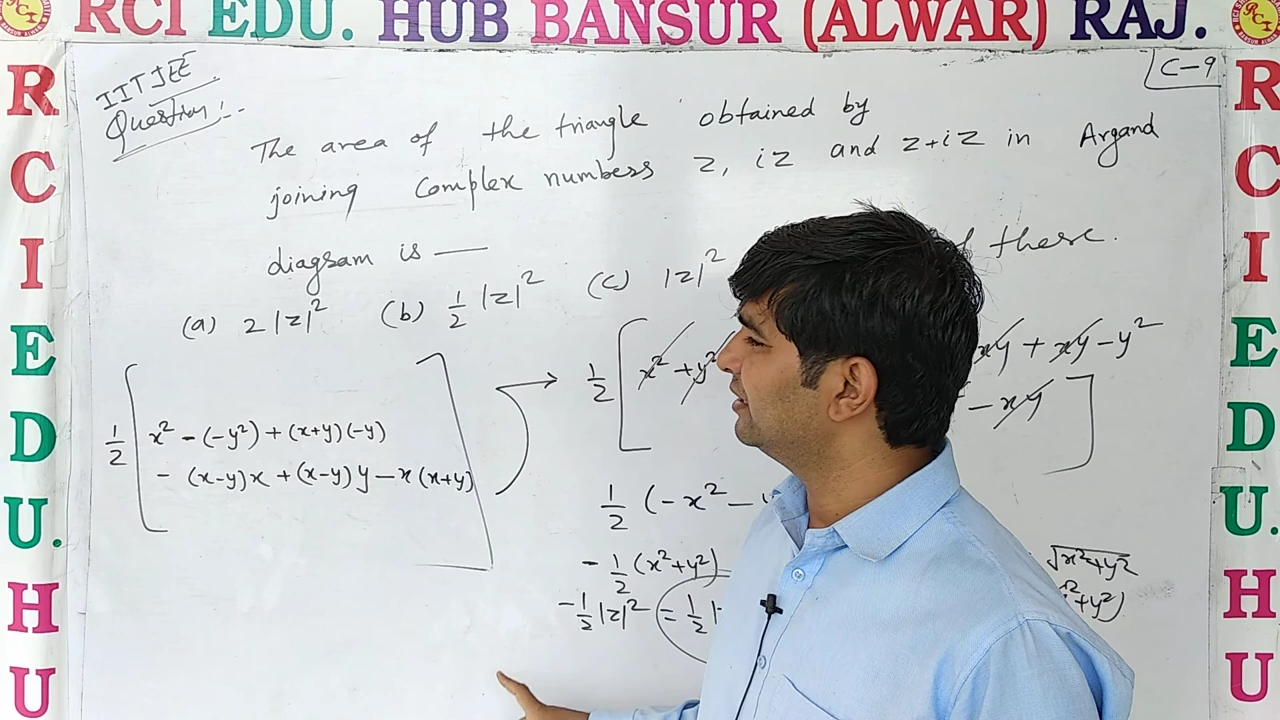 RCI EDU. HUB BANSUR (ALWAR) RAJ.
R
C
I
E
D
U.
H
U
R
C
I
E
D
U.
H
U
C-9
IITJEE
Question:-
The area of the triangle obtained by
joining Complex numbers z, iz and z+iz in Argand
diagram is —
these.
(a) 2|z|² (b) 1/2 |z|² (c) |z|²
1/2 [x² - (-y²) + (x+y)(-y)
- (x-y)x + (x-y)y - x(x+y)]
1/2 [x² + y² xy + xy - y²
- xy]
1/2 (-x² -
- 1/2 (x²+y²)
-1/2 |z|² = 1/2 |
√x²+y²
+y²)